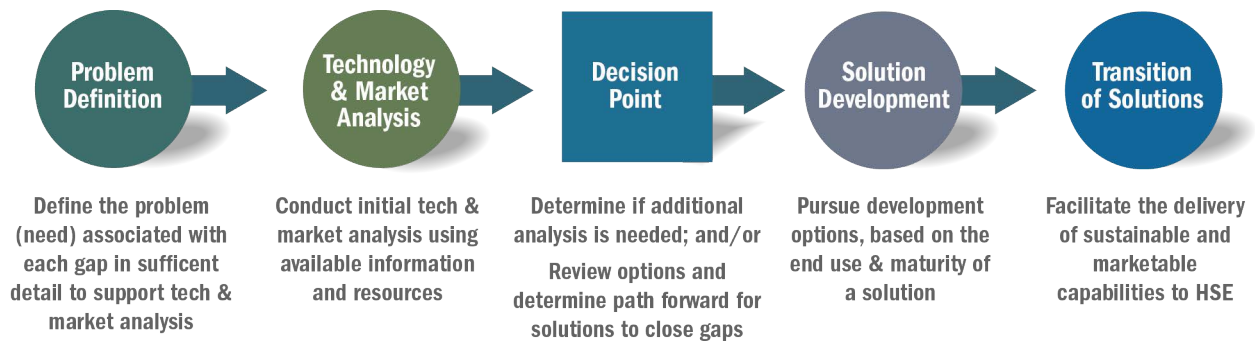 Problem
Definition
Technology
& Market
Analysis
Decision
Point
Solution
Development
Transition
of Solutions
Define the problem
(need) associated with
each gap in sufficent
detail to support tech &
market analysis
Conduct initial tech &
market analysis using
available information
and resources
Determine if additional
analysis is needed; and/or
Review options and
determine path forward for
solutions to close gaps
Pursue development
options, based on the
end use & maturity of
a solution
Facilitate the delivery
of sustainable and
marketable
capabilities to HSE